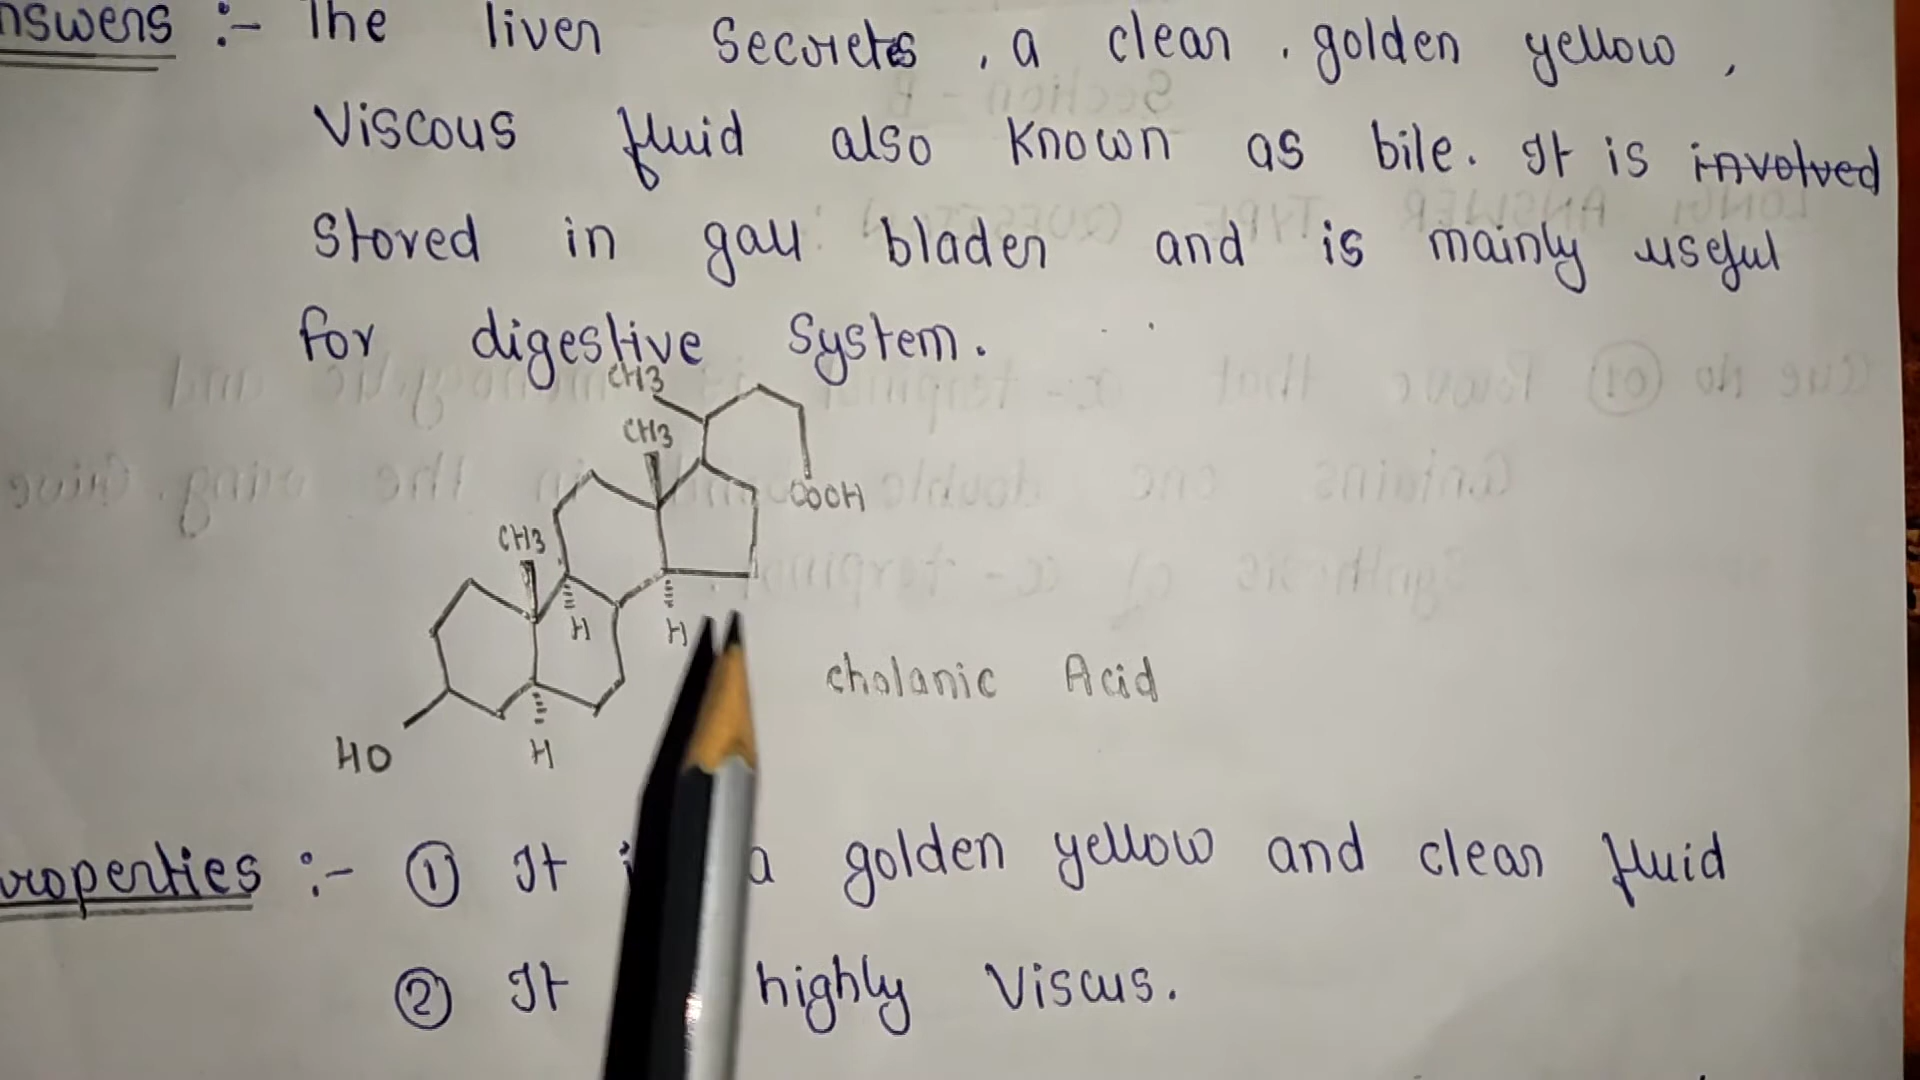 nswers :- The liver Secretes , a clear , golden yellow ,
Viscous fluid also known as bile. It is involved
Stored in gall blader and is mainly useful
for digestive System.
CH3
CH3
COOH
CH3
H
H
cholanic Acid
HO
H
roperties :- ① It a golden yellow and clear fluid
② It highly Viscus.